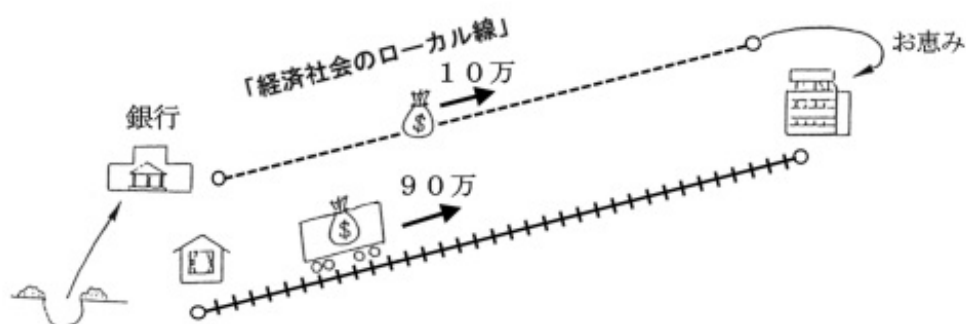 「経済社会のローカル線」
お恵み
10万
$
銀行
90万
$